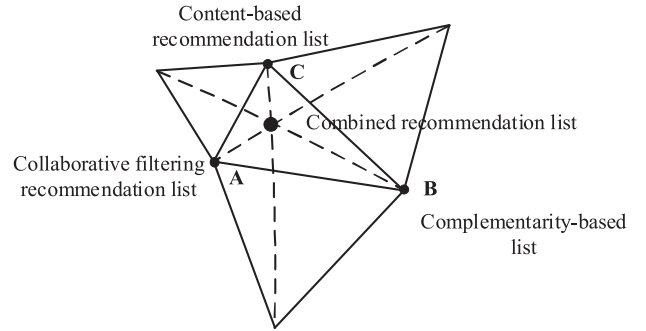 Content-based
recommendation list
C
Combined recommendation list
Collaborative filtering
recommendation list
A
B
Complementarity-based
list